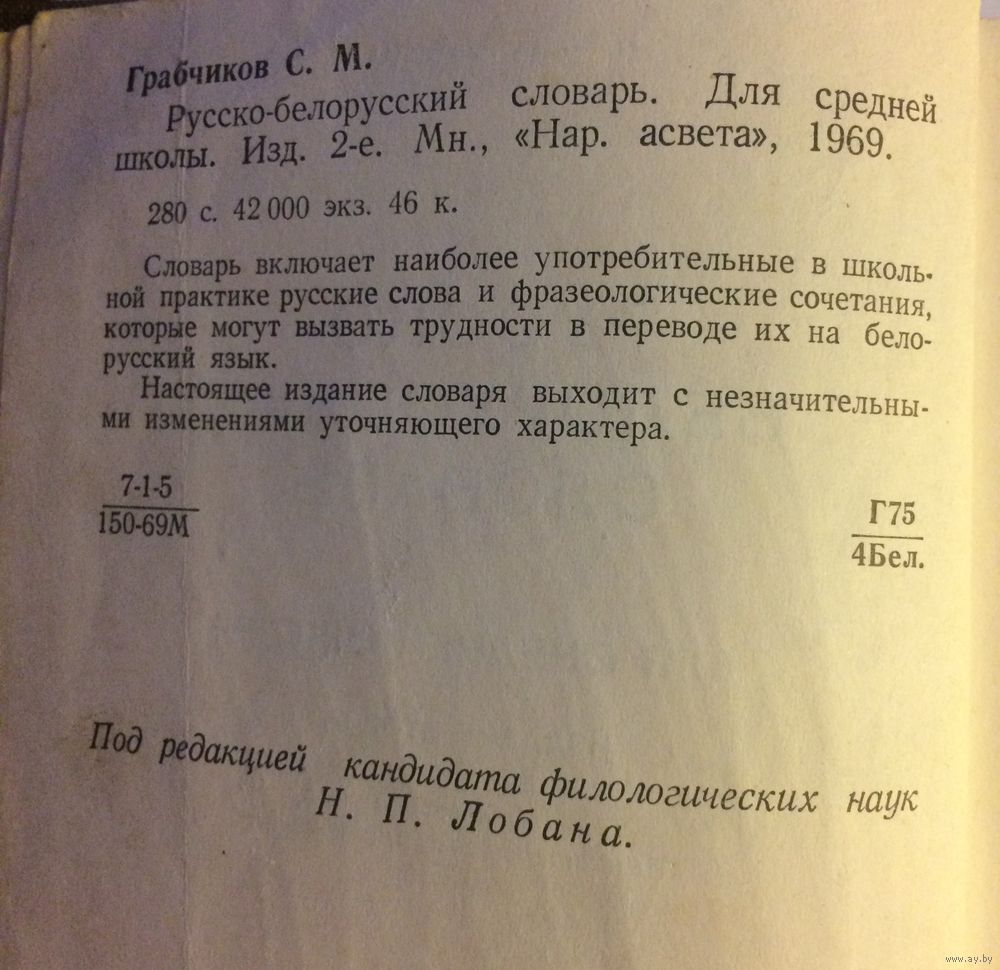 Грабчиков С. М.
Русско-белорусский словарь. Для средней
школы. Изд. 2-е. Мн., «Нар. асвета», 1969.
280 с. 42 000 экз. 46 к.
Словарь включает наиболее употребительные в школь-
ной практике русские слова и фразеологические сочетания,
которые могут вызвать трудности в переводе их на бело-
русский язык.
Настоящее издание словаря выходит с незначительны-
ми изменениями уточняющего характера.
7-1-5
150-69М
Г75
4Бел.
Под редакцией кандидата филологических наук
Н. П. Лобана.
www.ay.by